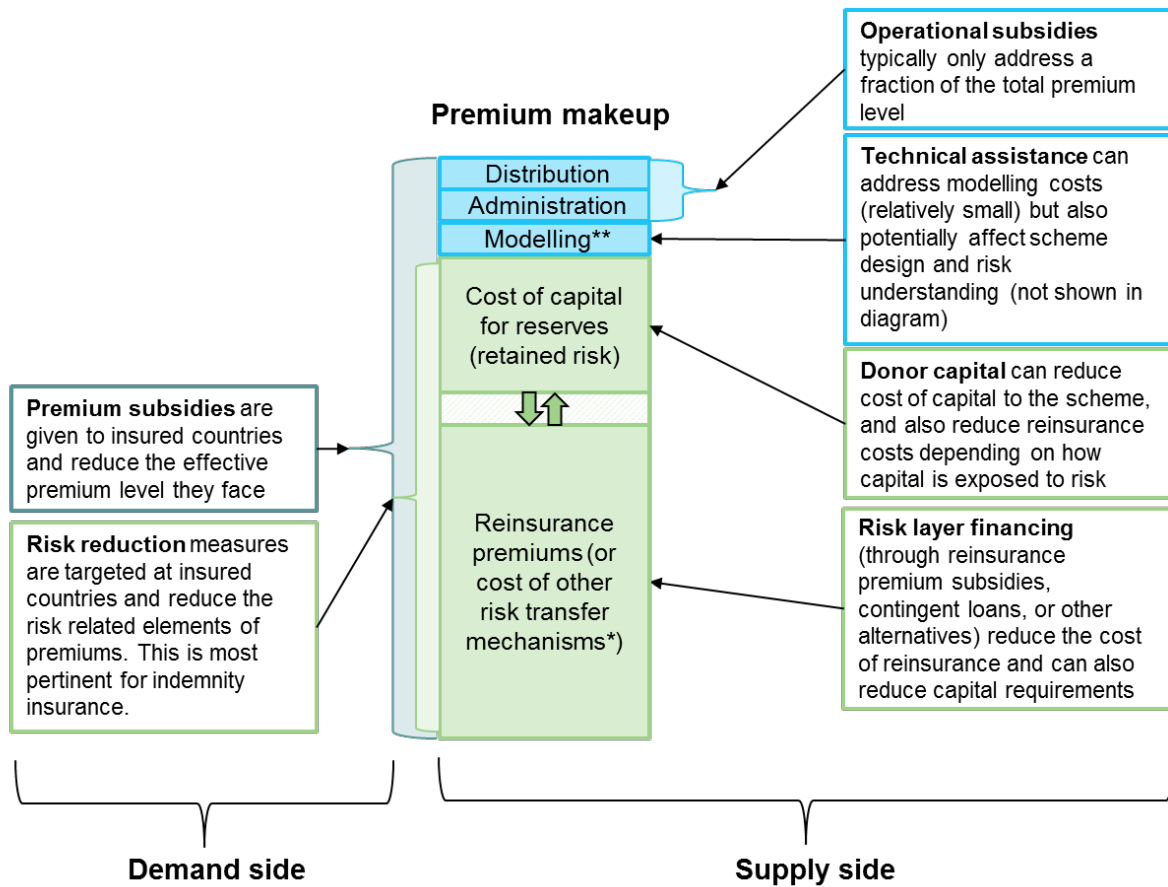 Premium makeup
Distribution
Administration
Modelling**
Cost of capital
for reserves
(retained risk)
Reinsurance
premiums (or
cost of other
risk transfer
mechanisms*)
Premium subsidies are
given to insured countries
and reduce the effective
premium level they face
Risk reduction measures
are targeted at insured
countries and reduce the
risk related elements of
premiums. This is most
pertinent for indemnity
insurance.
Operational subsidies
typically only address a
fraction of the total premium
level
Technical assistance can
address modelling costs
(relatively small) but also
potentially affect scheme
design and risk
understanding (not shown in
diagram)
Donor capital can reduce
cost of capital to the scheme,
and also reduce reinsurance
costs depending on how
capital is exposed to risk
Risk layer financing
(through reinsurance
premium subsidies,
contingent loans, or other
alternatives) reduce the cost
of reinsurance and can also
reduce capital requirements
Demand side
Supply side